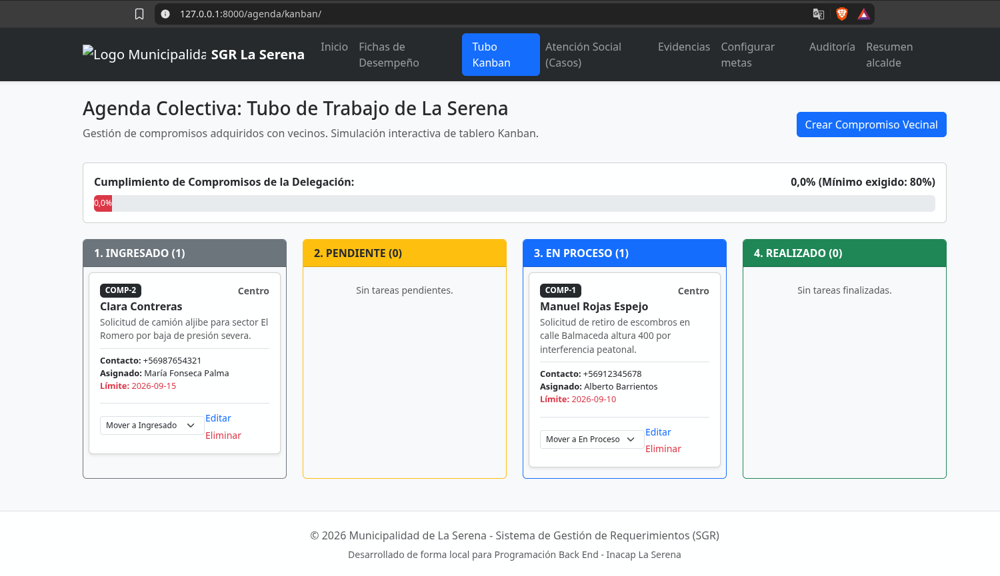 127.0.0.1:8000/agenda/kanban/
Logo Municipalida
SGR La Serena
Inicio
Fichas de
Desempeño
Tubo
Kanban
Atención Social
(Casos)
Evidencias
Configurar
metas
Auditoría
Resumen
alcalde
Agenda Colectiva: Tubo de Trabajo de La Serena
Gestión de compromisos adquiridos con vecinos. Simulación interactiva de tablero Kanban.
Crear Compromiso Vecinal
Cumplimiento de Compromisos de la Delegación:
0,0% (Mínimo exigido: 80%)
0,0%
1. INGRESADO (1)
COMP-2
Centro
Clara Contreras
Solicitud de camión aljibe para sector El
Romero por baja de presión severa.
Contacto: +56987654321
Asignado: María Fonseca Palma
Límite: 2026-09-15
Mover a Ingresado
Editar
Eliminar
2. PENDIENTE (0)
Sin tareas pendientes.
3. EN PROCESO (1)
COMP-1
Centro
Manuel Rojas Espejo
Solicitud de retiro de escombros en
calle Balmaceda altura 400 por
interferencia peatonal.
Contacto: +56912345678
Asignado: Alberto Barrientos
Límite: 2026-09-10
Mover a En Proceso
Editar
Eliminar
4. REALIZADO (0)
Sin tareas finalizadas.
© 2026 Municipalidad de La Serena - Sistema de Gestión de Requerimientos (SGR)
Desarrollado de forma local para Programación Back End - Inacap La Serena